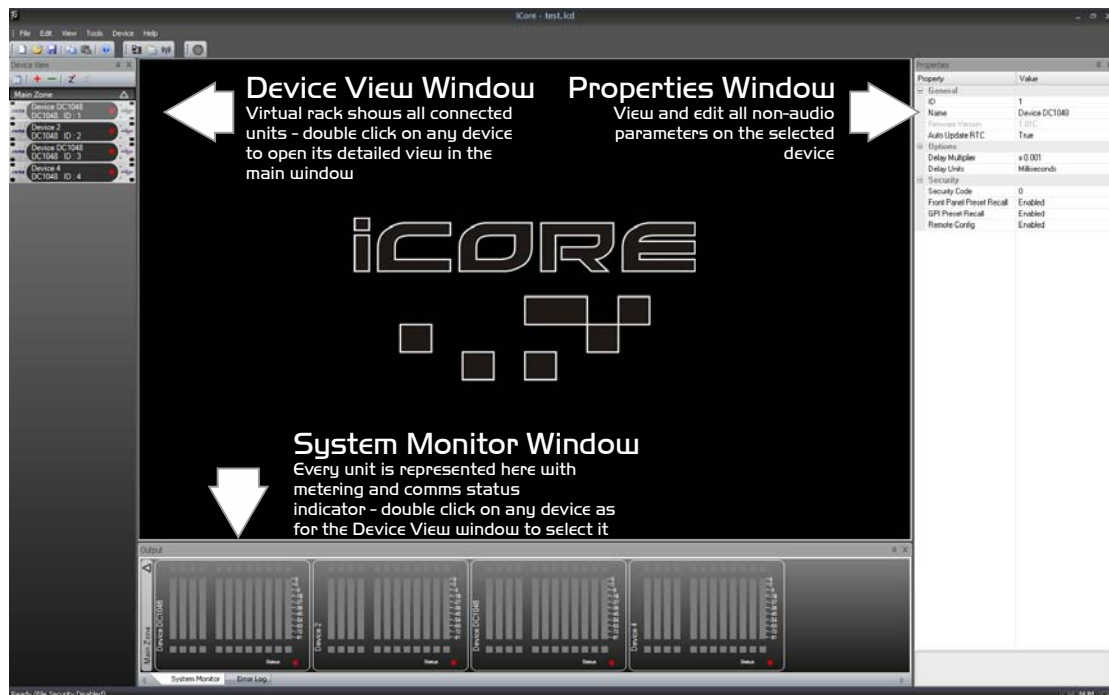 iCore - test.icd
File Edit View Tools Device Help
Device View
Main Zone
Device DC1048
DC1048 ID : 1
Device 2
DC1048 ID : 2
Device DC1048
DC1048 ID : 3
Device 4
DC1048 ID : 4
Device View Window
Virtual rack shows all connected
units - double click on any device
to open its detailed view in the
main window
Properties Window
View and edit all non-audio
parameters on the selected
device
iCORE
System Monitor Window
Every unit is represented here with
metering and comms status
indicator - double click on any device as
for the Device View window to select it
Properties
Property Value
General
ID 1
Name Device DC1048
Firmware Version 1.01C
Auto Update RTC True
Options
Delay Multiplier x 0.001
Delay Units Milliseconds
Security
Security Code 0
Front Panel Preset Recall Enabled
GPI Preset Recall Enabled
Remote Config Enabled
Output
Main Zone
Device DC1048
Status
Device 2
Status
Device DC1048
Status
Device 4
Status
System Monitor Error Log
Ready (File Security Disabled)